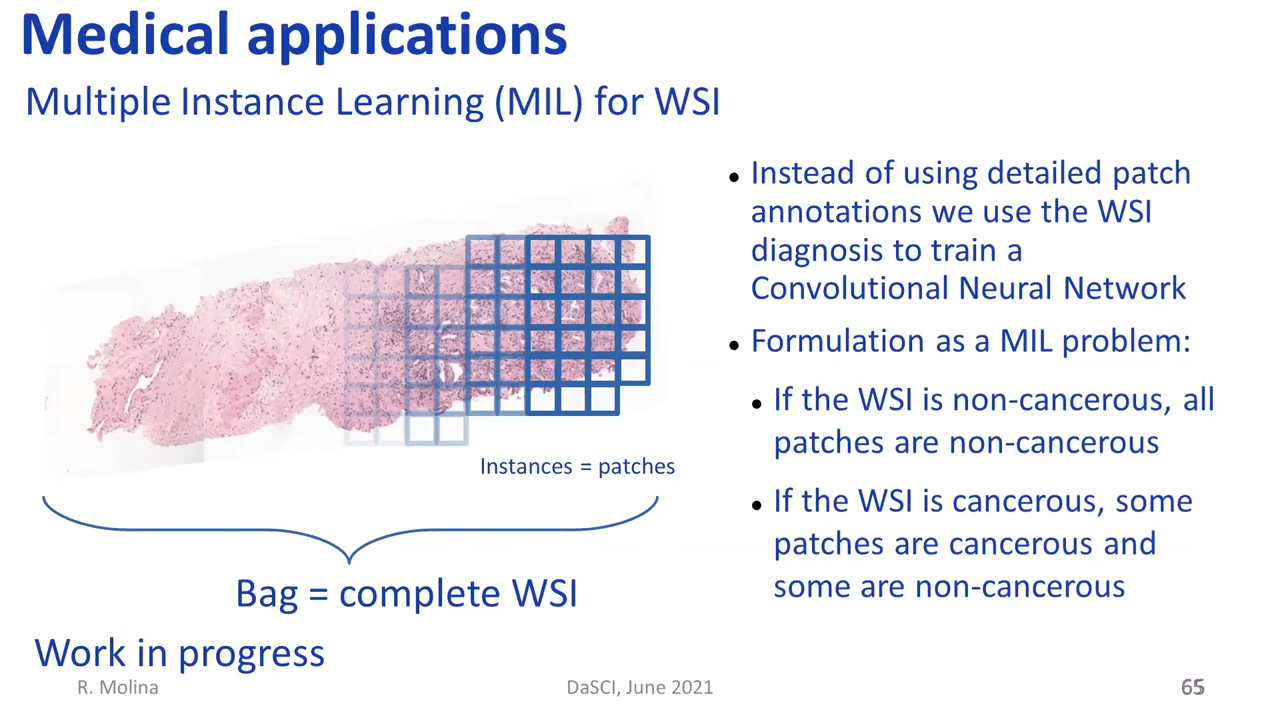 Medical applications
Multiple Instance Learning (MIL) for WSI
Instances = patches
Bag = complete WSI
Work in progress
• Instead of using detailed patch
annotations we use the WSI
diagnosis to train a
Convolutional Neural Network
• Formulation as a MIL problem:
• If the WSI is non-cancerous, all
patches are non-cancerous
• If the WSI is cancerous, some
patches are cancerous and
some are non-cancerous
R. Molina
DaSCI, June 2021